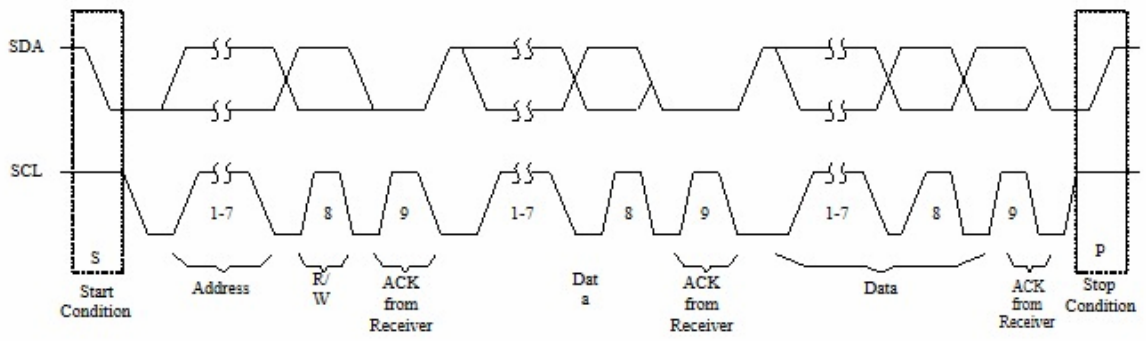 SDA
SCL
1-7
8
9
1-7
8
9
1-7
8
9
S
P
Start
Condition
Address
R/
W
ACK
from
Receiver
Dat
a
ACK
from
Receiver
Data
ACK
from
Receiver
Stop
Condition